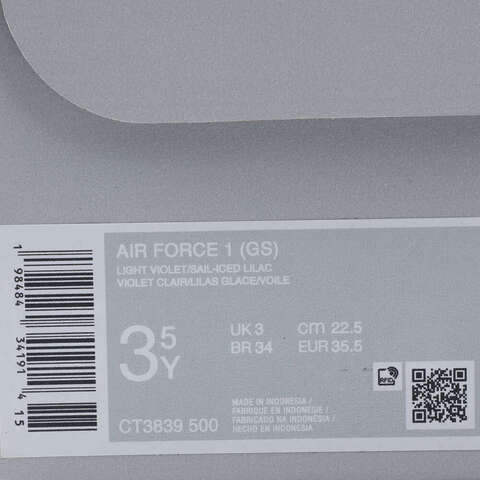 AIR FORCE 1 (GS)
LIGHT VIOLET/SAIL-ICED LILAC
VIOLET CLAIR/LILAS GLACE/VOILE
3.5Y
UK 3 cm 22.5
BR 34 EUR 35.5
RFID
MADE IN INDONESIA /
FABRIQUE EN INDONESIE /
FABRICADO NA INDONESIA /
HECHO EN INDONESIA
CT3839 500
1 98484 34191 4 15